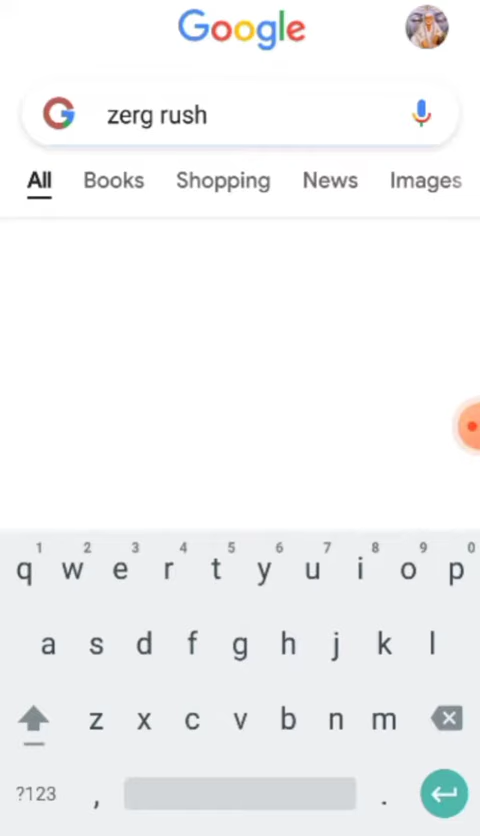 Google
zerg rush
All Books Shopping News Images
1 2 3 4 5 6 7 8 9 0
q w e r t y u i o p
a s d f g h j k l
z x c v b n m
?123 , .